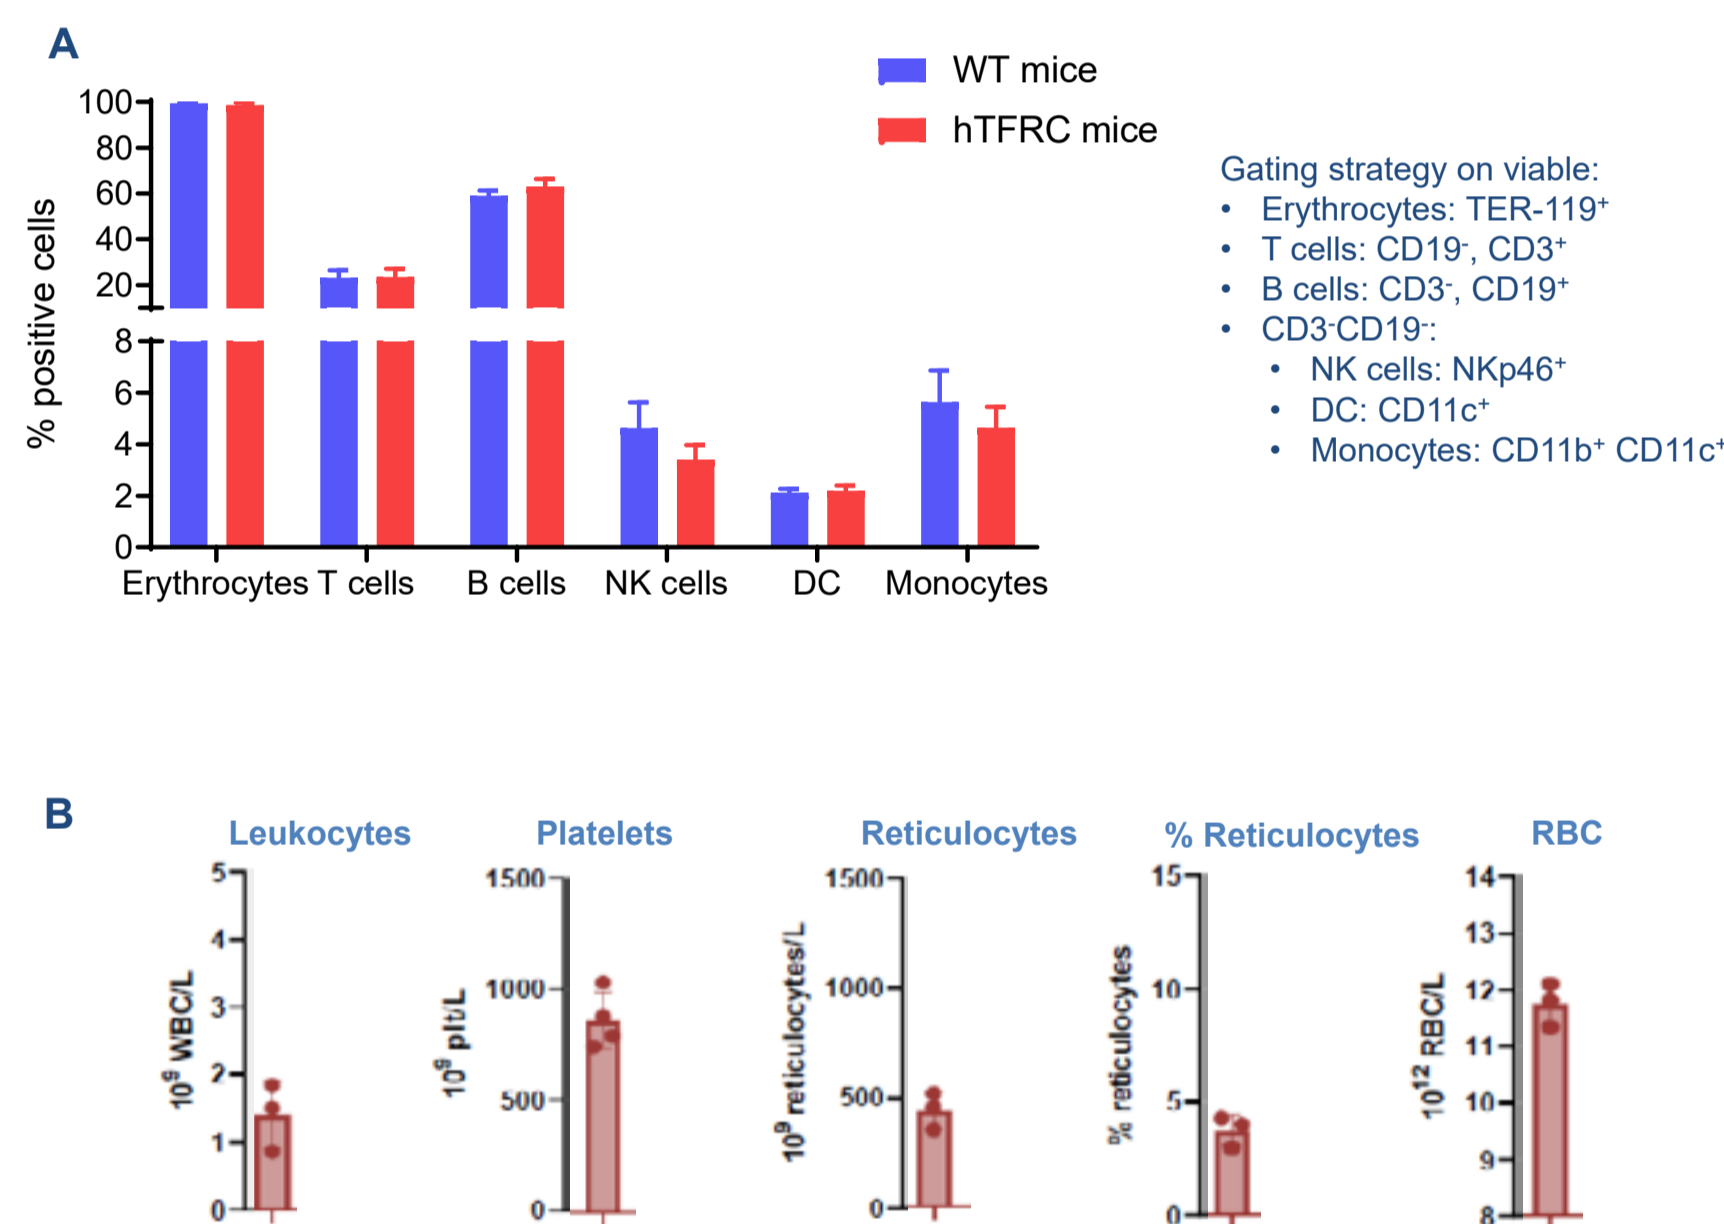 A
WT mice
hTFRC mice
% positive cells
100
80
60
40
20
8
6
4
2
0
Erythrocytes T cells B cells NK cells DC Monocytes
Gating strategy on viable:
• Erythrocytes: TER-119⁺
• T cells: CD19⁻, CD3⁺
• B cells: CD3⁻, CD19⁺
• CD3⁻CD19⁻:
• NK cells: NKp46⁺
• DC: CD11c⁺
• Monocytes: CD11b⁺ CD11c⁺
B
Leukocytes
10⁹ WBC/L
5
4
3
2
1
0
Platelets
10⁹ plt/L
1500
1000
500
0
Reticulocytes
10⁹ reticulocytes/L
1500
1000
500
0
% Reticulocytes
% reticulocytes
15
10
5
0
RBC
10¹² RBC/L
14
13
12
11
10
9
8